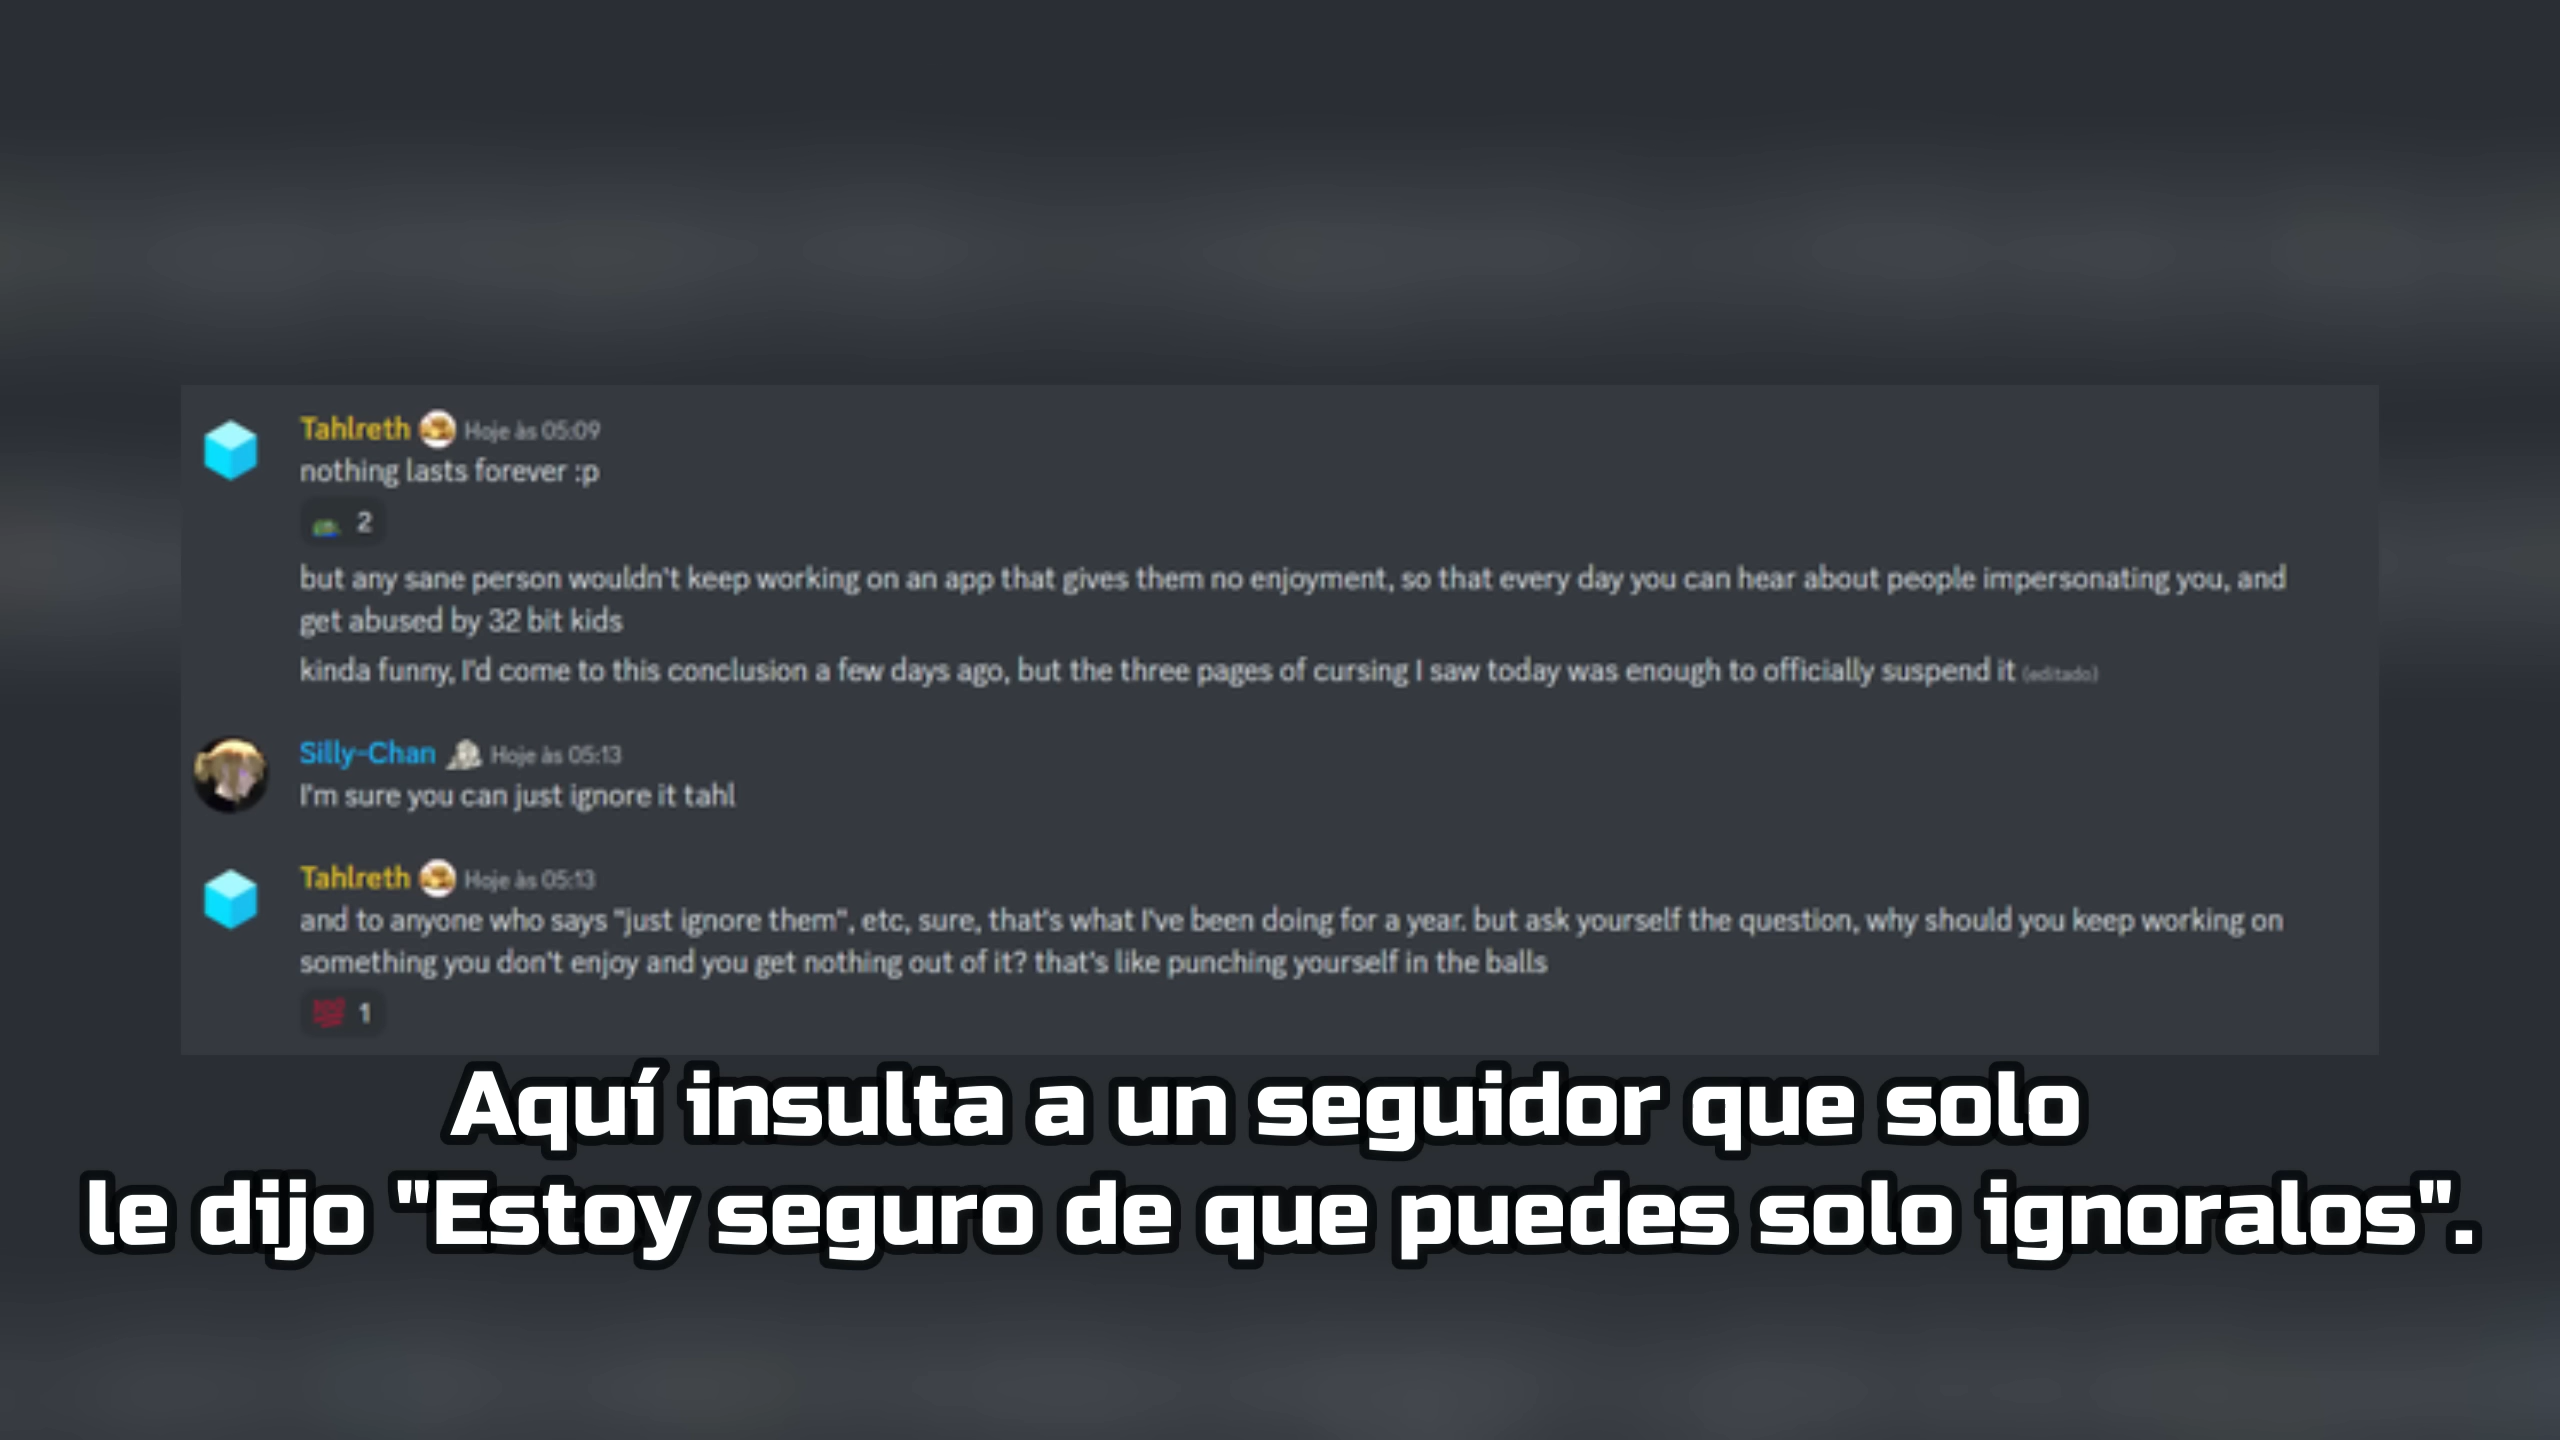 Tahlreth Hoje às 05:09
nothing lasts forever :p
2
but any sane person wouldn't keep working on an app that gives them no enjoyment, so that every day you can hear about people impersonating you, and
get abused by 32 bit kids
kinda funny, I'd come to this conclusion a few days ago, but the three pages of cursing I saw today was enough to officially suspend it (editado)
Silly-Chan Hoje às 05:13
I'm sure you can just ignore it tahl
Tahlreth Hoje às 05:13
and to anyone who says "just ignore them", etc, sure, that's what I've been doing for a year. but ask yourself the question, why should you keep working on
something you don't enjoy and you get nothing out of it? that's like punching yourself in the balls
💯 1
Aquí insulta a un seguidor que solo
le dijo "Estoy seguro de que puedes solo ignoralos".